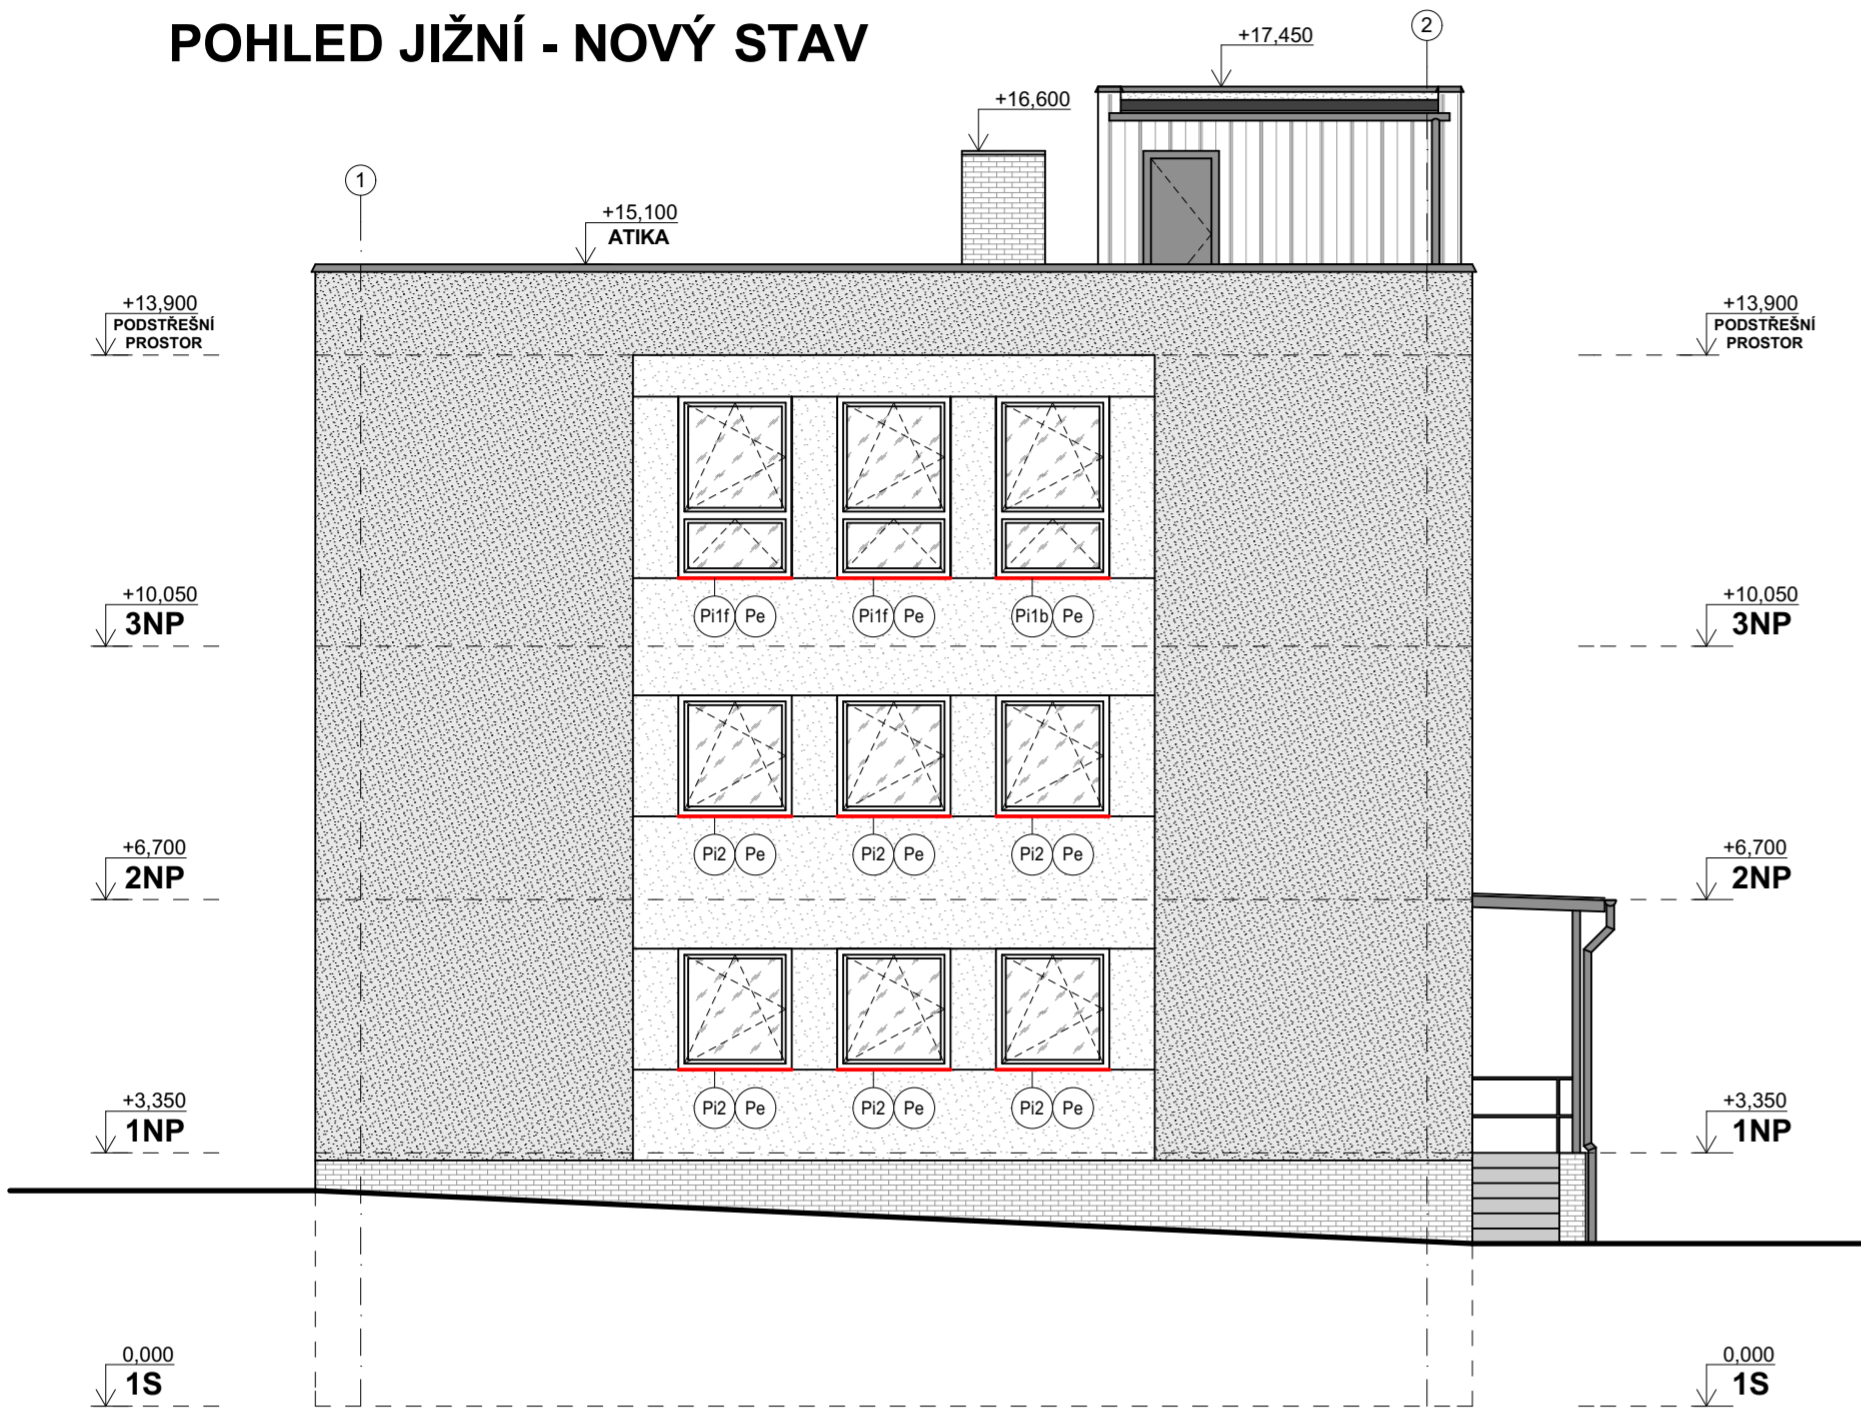 POHLED JIŽNÍ - NOVÝ STAV
2
+17,450
+16,600
1
+15,100
ATIKA
+13,900
PODSTŘEŠNÍ
PROSTOR
+13,900
PODSTŘEŠNÍ
PROSTOR
+10,050
3NP
Pi1f Pe
Pi1f Pe
Pi1b Pe
+10,050
3NP
+6,700
2NP
Pi2 Pe
Pi2 Pe
Pi2 Pe
+6,700
2NP
+3,350
1NP
Pi2 Pe
Pi2 Pe
Pi2 Pe
+3,350
1NP
0,000
1S
0,000
1S